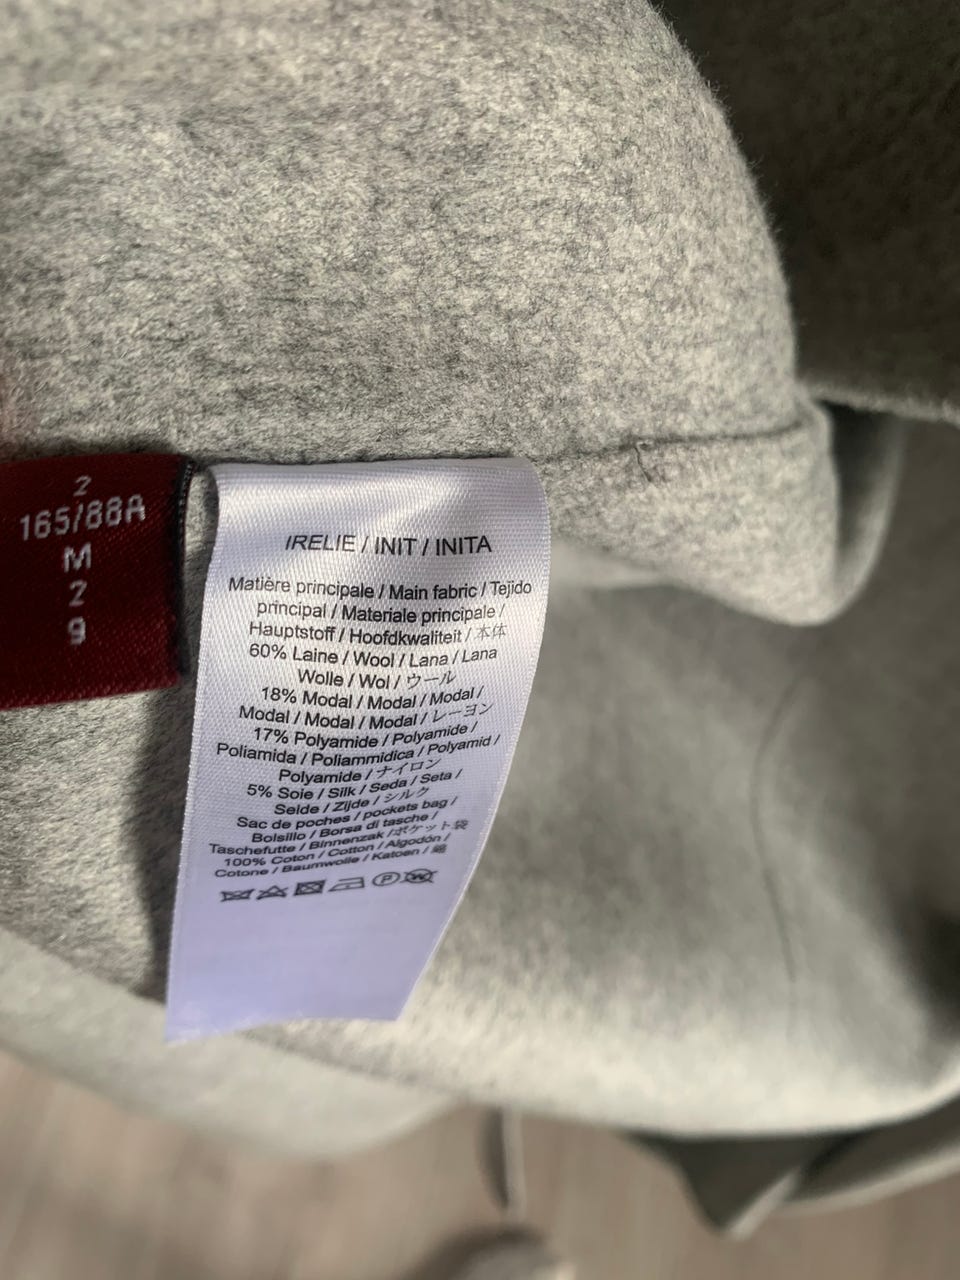 2
165/88A
M
2
9
IRELIE / INIT / INITA
Matière principale / Main fabric / Tejido
principal / Materiale principale /
Hauptstoff / Hoofdkwaliteit / 本体
60% Laine / Wool / Lana / Lana
Wolle / Wol / ウール
18% Modal / Modal / Modal /
Modal / Modal / Modal / レーヨン
17% Polyamide / Polyamide /
Poliamida / Poliammidica / Polyamid /
Polyamide / ナイロン
5% Soie / Silk / Seda / Seta /
Seide / Zijde / シルク
Sac de poches / pockets bag /
Bolsillo / Borsa di tasche /
Taschefutte / Binnenzak /ポケット袋
100% Coton / Cotton / Algodón /
Cotone / Baumwolle / Katoen / 綿
P W